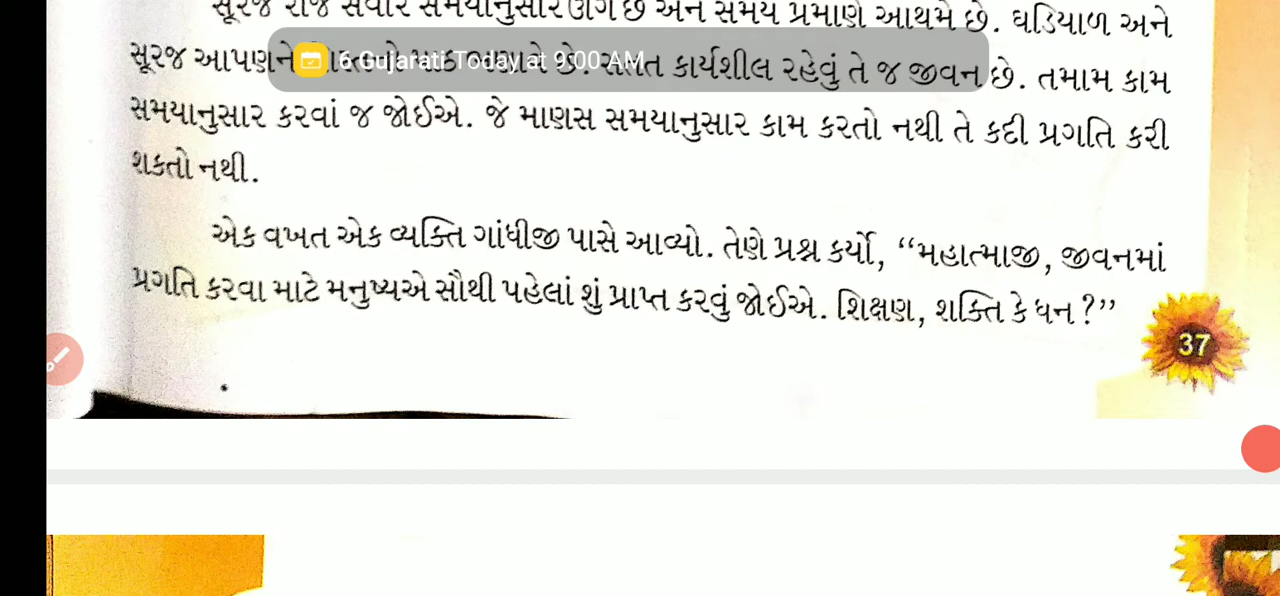 સૂરજ રોજ સવારે સમયાનુસાર ઊગે છે અને સમય પ્રમાણે આથમે છે. ઘડિયાળ અને
સૂરજ આપણને છે. સતત કાર્યશીલ રહેવું તે જ જીવન છે. તમામ કામ
6 Gujarati Today at 9:00 AM
સમયાનુસાર કરવાં જ જોઈએ. જે માણસ સમયાનુસાર કામ કરતો નથી તે કદી પ્રગતિ કરી
શકતો નથી.
એક વખત એક વ્યક્તિ ગાંધીજી પાસે આવ્યો. તેણે પ્રશ્ન કર્યો, “મહાત્માજી, જીવનમાં
પ્રગતિ કરવા માટે મનુષ્યએ સૌથી પહેલાં શું પ્રાપ્ત કરવું જોઈએ. શિક્ષણ, શક્તિ કે ધન ?”
37